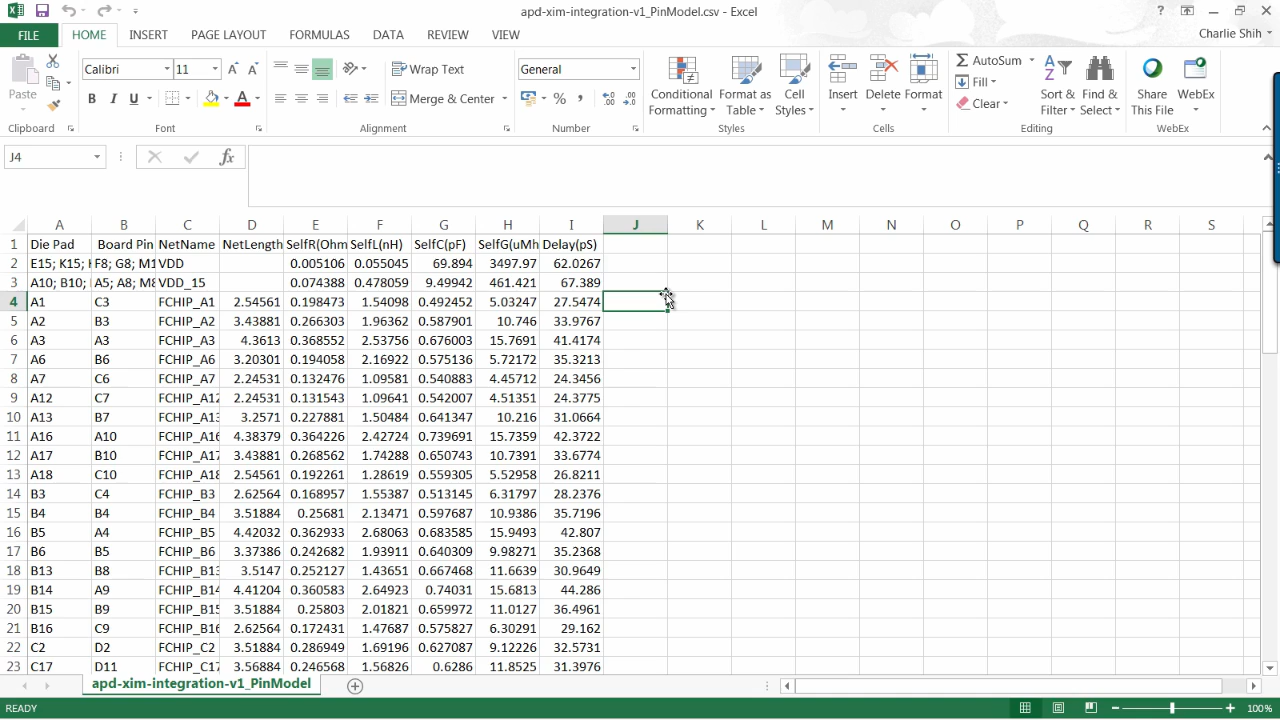 apd-xim-integration-v1_PinModel.csv - Excel
FILE HOME INSERT PAGE LAYOUT FORMULAS DATA REVIEW VIEW Charlie Shih
Paste Calibri 11 Wrap Text General Conditional Formatting Format as Table Cell Styles Insert Delete Format AutoSum Sort & Filter Find & Select Share This File WebEx
B I U A Merge & Center % , Fill
Clear
Clipboard Font Alignment Number Styles Cells Editing WebEx
J4 fx
A B C D E F G H I J K L M N O P Q R S
1 Die Pad Board Pin NetName NetLength SelfR(Ohm SelfL(nH) SelfC(pF) SelfG(uMh Delay(pS)
2 E15; K15; F8; G8; M1 VDD 0.005106 0.055045 69.894 3497.97 62.0267
3 A10; B10; A5; A8; M8 VDD_15 0.074388 0.478059 9.49942 461.421 67.389
4 A1 C3 FCHIP_A1 2.54561 0.198473 1.54098 0.492452 5.03247 27.5474
5 A2 B3 FCHIP_A2 3.43881 0.266303 1.96362 0.587901 10.746 33.9767
6 A3 A3 FCHIP_A3 4.3613 0.368552 2.53756 0.676003 15.7691 41.4174
7 A6 B6 FCHIP_A6 3.20301 0.194058 2.16922 0.575136 5.72172 35.3213
8 A7 C6 FCHIP_A7 2.24531 0.132476 1.09581 0.540883 4.45712 24.3456
9 A12 C7 FCHIP_A12 2.24531 0.131543 1.09641 0.542007 4.51351 24.3775
10 A13 B7 FCHIP_A13 3.2571 0.227881 1.50484 0.641347 10.216 31.0664
11 A16 A10 FCHIP_A16 4.38379 0.364226 2.42724 0.739691 15.7359 42.3722
12 A17 B10 FCHIP_A17 3.43881 0.268562 1.74288 0.650743 10.7391 33.6774
13 A18 C10 FCHIP_A18 2.54561 0.192261 1.28619 0.559305 5.52958 26.8211
14 B3 C4 FCHIP_B3 2.62564 0.168957 1.55387 0.513145 6.31797 28.2376
15 B4 B4 FCHIP_B4 3.51884 0.25681 2.13471 0.597687 10.9386 35.7196
16 B5 A4 FCHIP_B5 4.42032 0.362933 2.68063 0.683585 15.9493 42.807
17 B6 B5 FCHIP_B6 3.37386 0.242682 1.93911 0.640309 9.98271 35.2368
18 B13 B8 FCHIP_B13 3.5147 0.252127 1.43651 0.667468 11.6639 30.9649
19 B14 A9 FCHIP_B14 4.41204 0.360583 2.64923 0.74031 15.6813 44.286
20 B15 B9 FCHIP_B15 3.51884 0.25803 2.01821 0.659972 11.0127 36.4961
21 B16 C9 FCHIP_B16 2.62564 0.172431 1.47687 0.575827 6.30291 29.162
22 C2 D2 FCHIP_C2 3.51884 0.286949 1.69196 0.627087 9.12226 32.5731
23 C17 D11 FCHIP_C17 3.56884 0.246568 1.56826 0.6286 11.8525 31.3976
apd-xim-integration-v1_PinModel
READY 100%